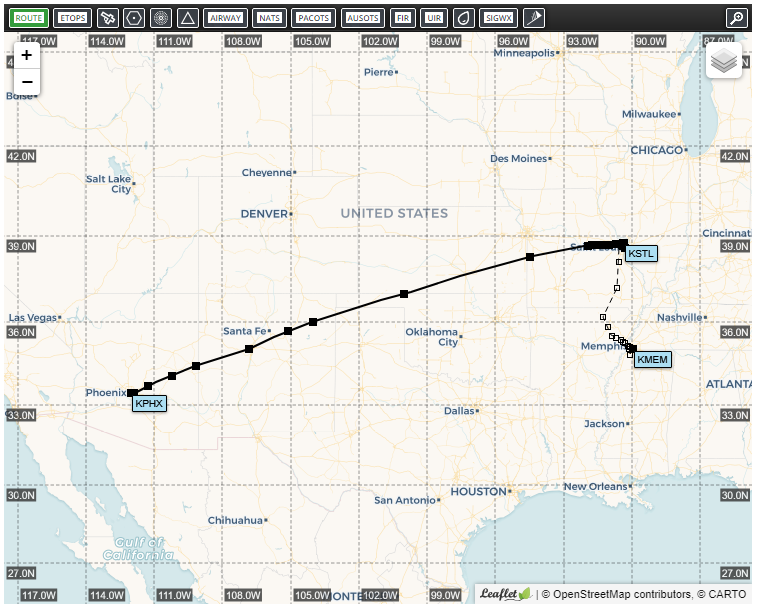 ROUTE ETOPS AIRWAY NATS PACOTS AUSOTS FIR UIR SIGWX
117.0W 114.0W 111.0W 108.0W 105.0W 102.0W 99.0W 96.0W 93.0W 90.0W 87.0W
+
−
Minneapolis
Pierre
Boise
Milwaukee
CHICAGO
42.0N 42.0N
Des Moines
Cheyenne
Salt Lake
City
DENVER
UNITED STATES
Cincinnat
39.0N 39.0N
KSTL
Las Vegas
Nashville
36.0N 36.0N
Santa Fe
Oklahoma
City
Memphis
KMEM
ATLANTA
Phoenix
KPHX
33.0N 33.0N
Dallas
Jackson
New Orleans
HOUSTON
30.0N 30.0N
San Antonio
Chihuahua
Gulf of
California
27.0N 27.0N
117.0W 114.0W 111.0W 108.0W 105.0W 102.0W 99.0W
Leaflet | © OpenStreetMap contributors, © CARTO